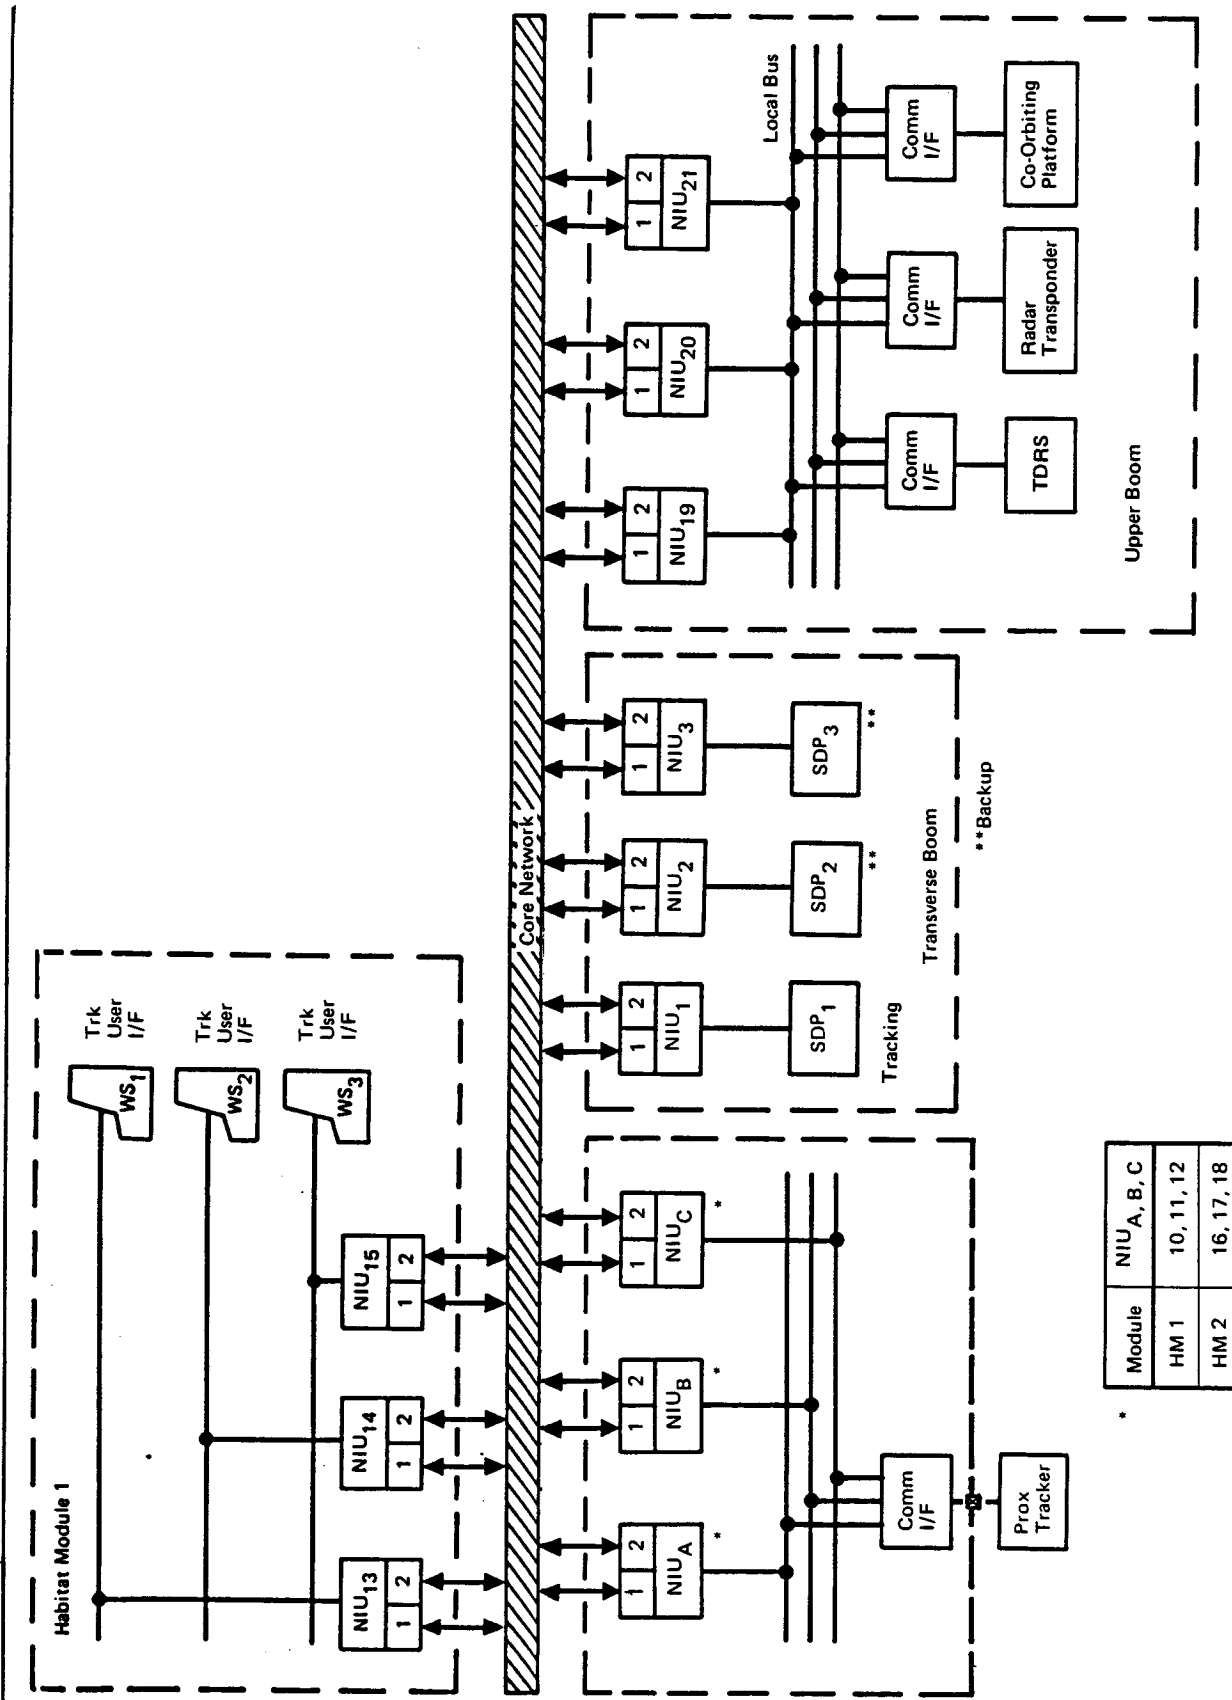 Habitat Module 1
WS1
Trk
User
I/F
WS2
Trk
User
I/F
WS3
Trk
User
I/F
NIU13
1 2
NIU14
1 2
NIU15
1 2
Core Network
1 2
NIUA
*
1 2
NIUB
*
1 2
NIUC
*
Comm
I/F
Prox
Tracker
1 2
NIU1
SDP1
Tracking
1 2
NIU2
SDP2
**
1 2
NIU3
SDP3
**
Transverse Boom
**Backup
1 2
NIU19
1 2
NIU20
1 2
NIU21
Local Bus
Comm
I/F
TDRS
Comm
I/F
Radar
Transponder
Comm
I/F
Co-Orbiting
Platform
Upper Boom
*
Module NIUA, B, C
HM 1 10, 11, 12
HM 2 16, 17, 18